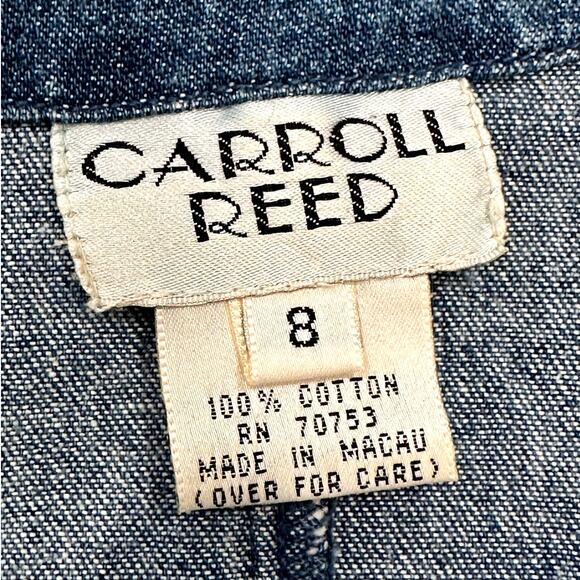 CARROLL
REED
8
100% COTTON
RN 70753
MADE IN MACAU
(OVER FOR CARE)